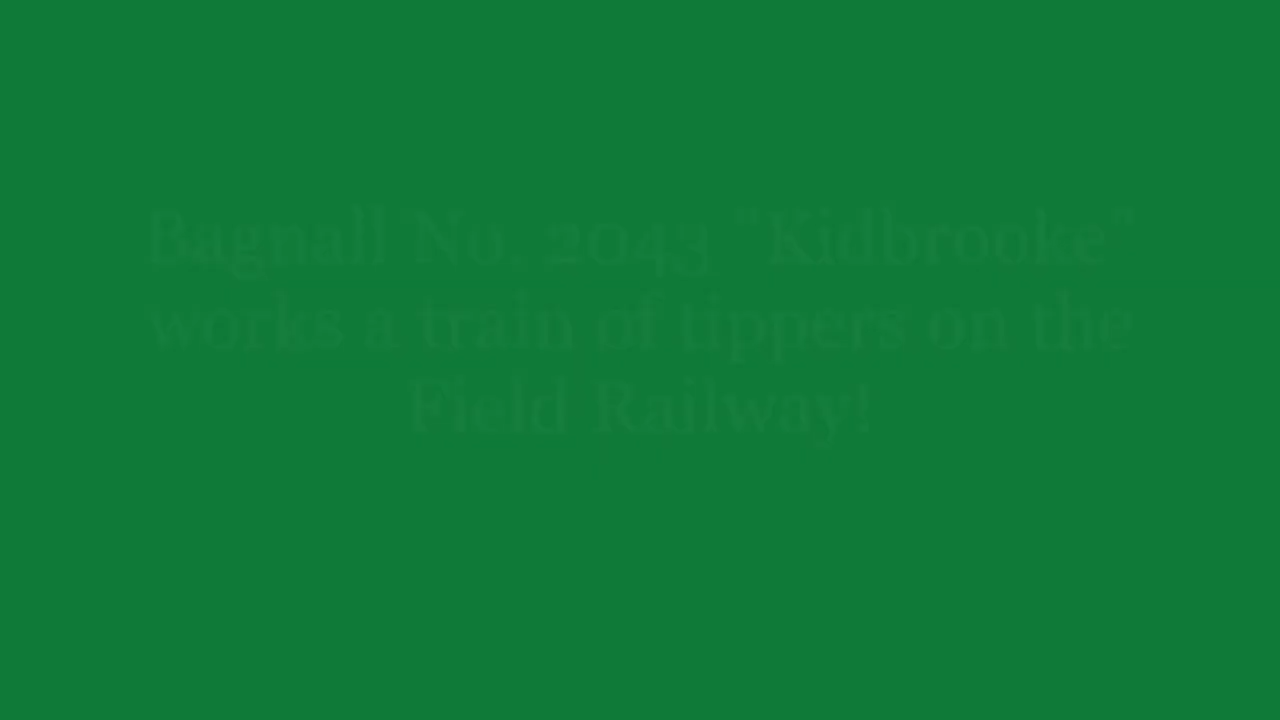 Bagnall No. 2043 "Kidbrooke"
works a train of tippers on the
Field Railway!